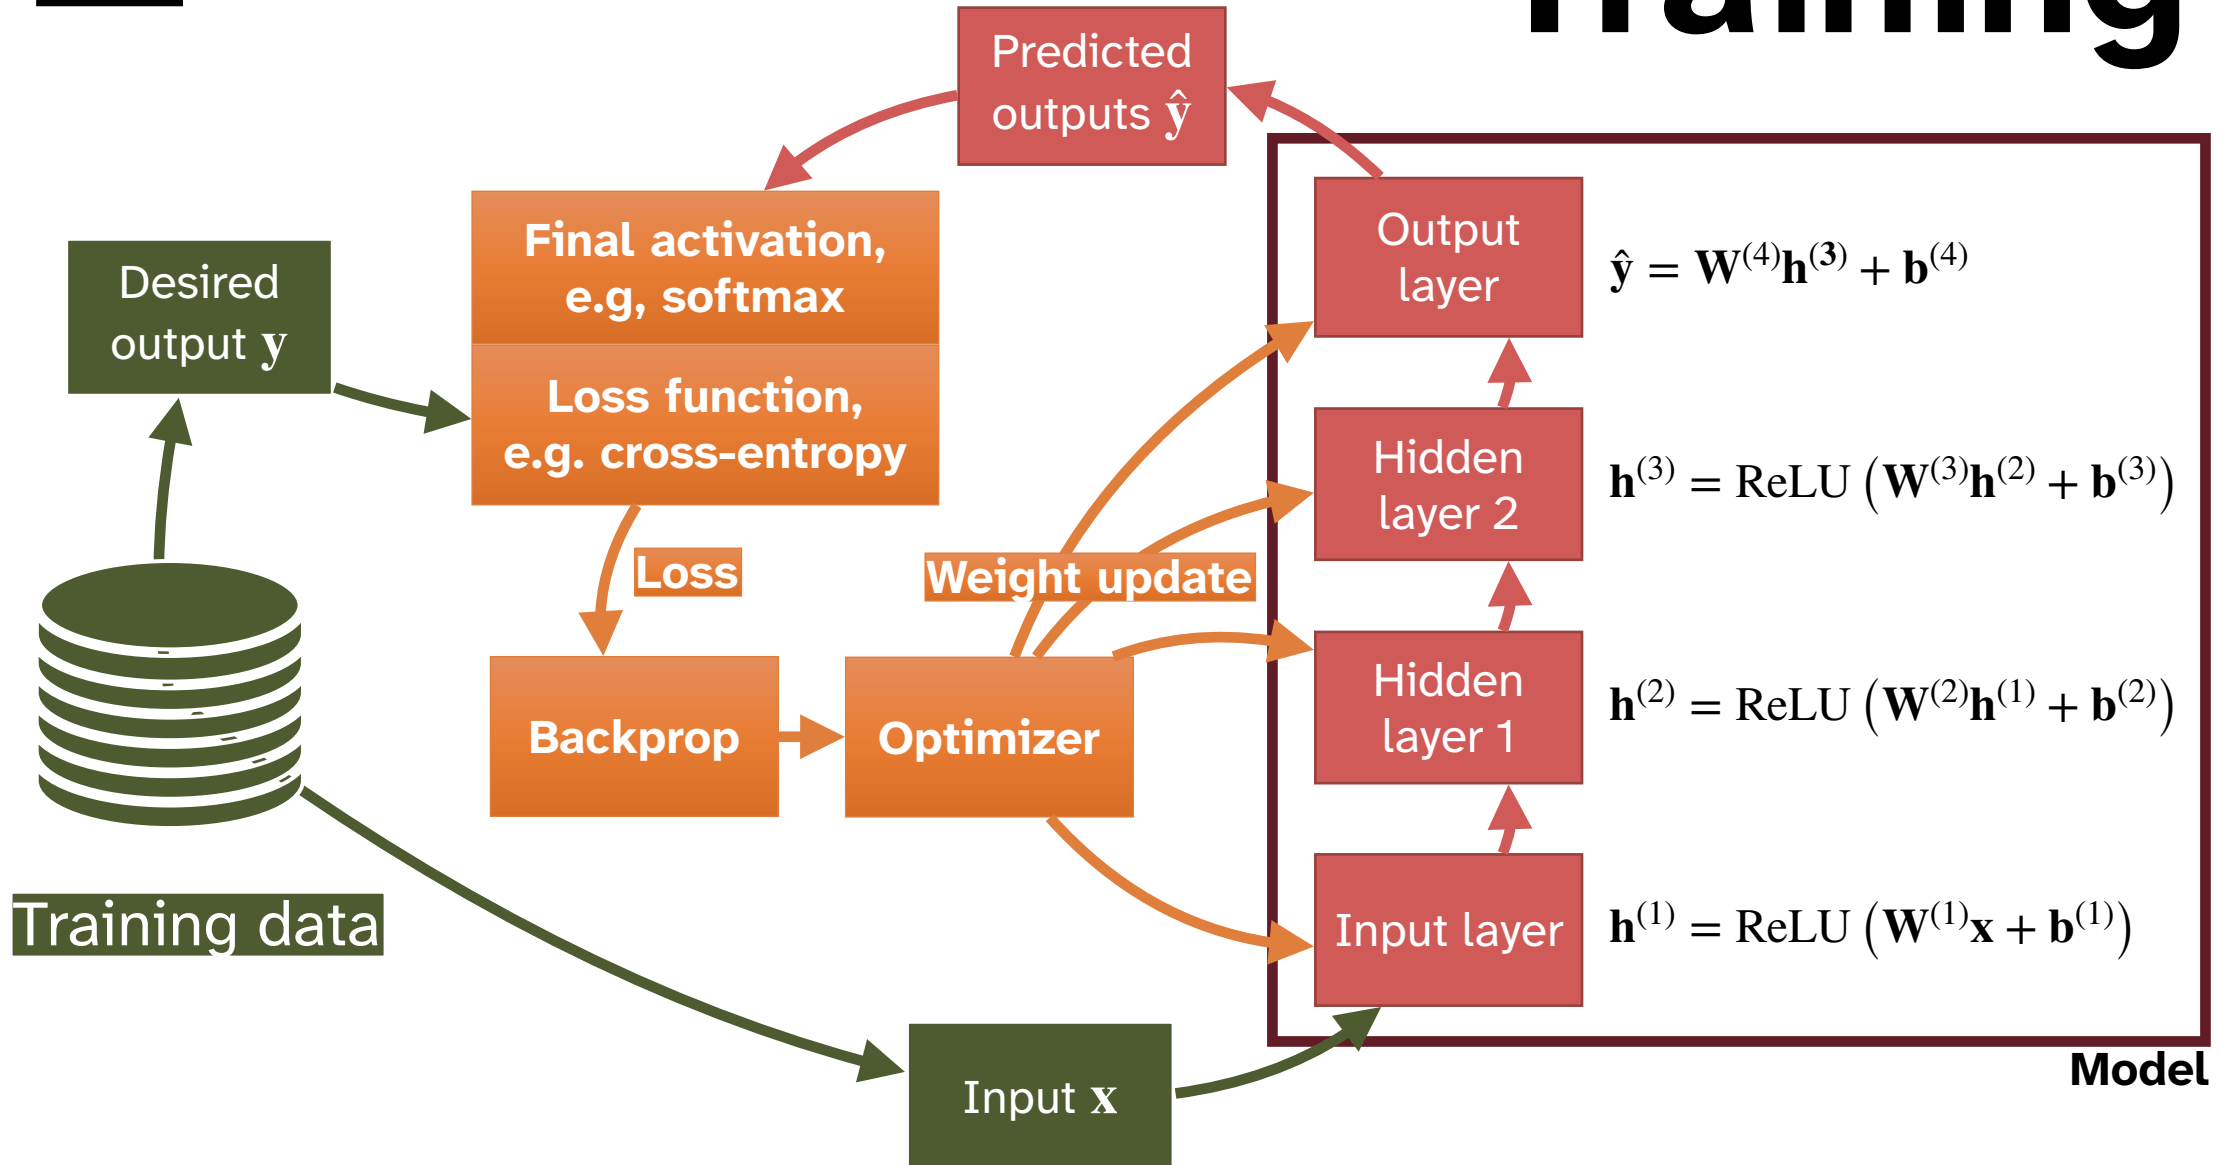 Training
Predicted
outputs ŷ
Final activation,
e.g, softmax
Loss function,
e.g. cross-entropy
Desired
output y
Loss
Weight update
Backprop
Optimizer
Training data
Input x
Output
layer
ŷ = W⁽⁴⁾h⁽³⁾ + b⁽⁴⁾
Hidden
layer 2
h⁽³⁾ = ReLU (W⁽³⁾h⁽²⁾ + b⁽³⁾)
Hidden
layer 1
h⁽²⁾ = ReLU (W⁽²⁾h⁽¹⁾ + b⁽²⁾)
Input layer
h⁽¹⁾ = ReLU (W⁽¹⁾x + b⁽¹⁾)
Model